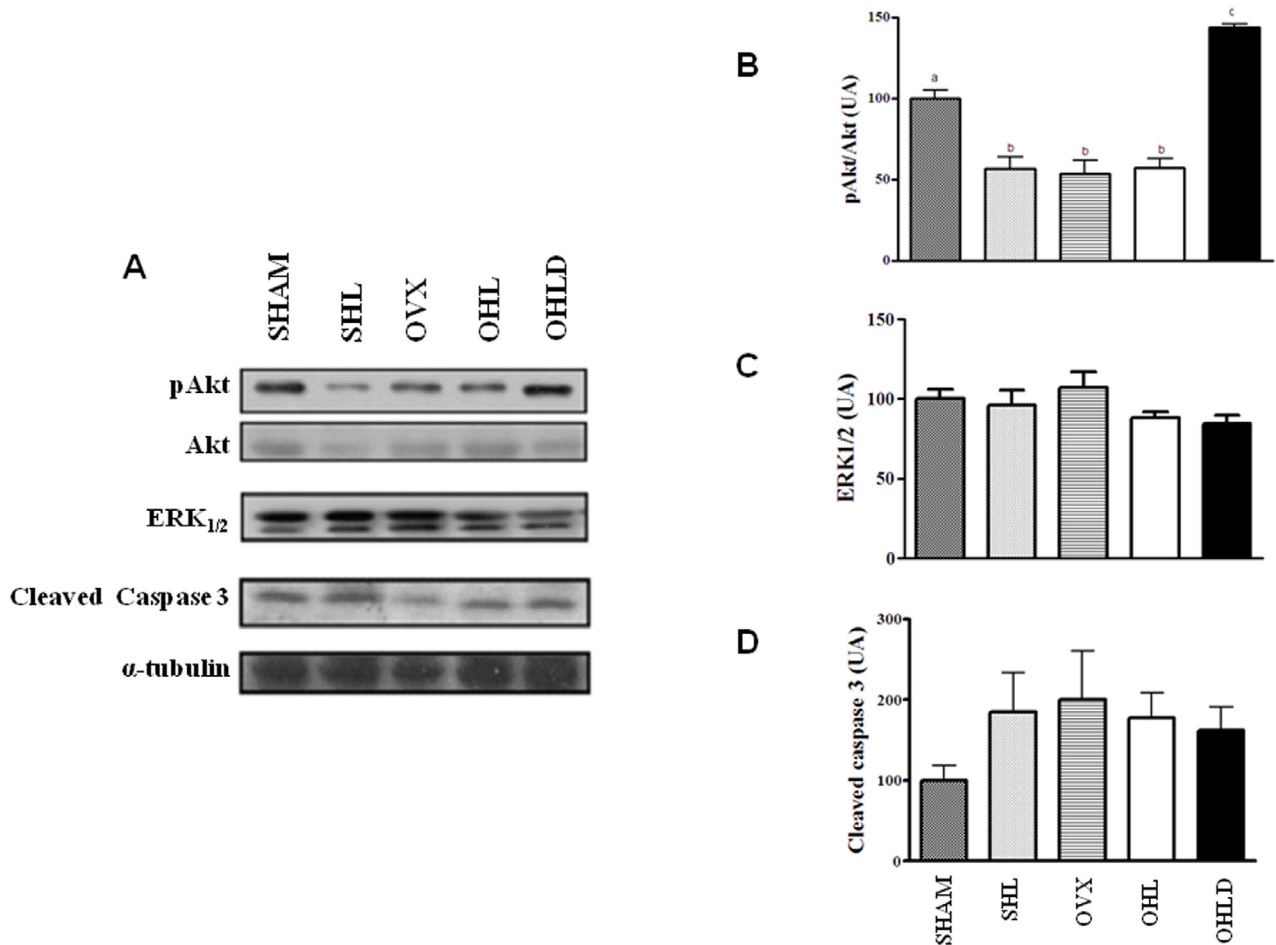 A
SHAM
SHL
OVX
OHL
OHLD
pAkt
Akt
ERK1/2
Cleaved Caspase 3
α-tubulin
B
pAkt/Akt (UA)
150
100
50
0
a
b
b
b
c
C
ERK1/2 (UA)
150
100
50
0
D
Cleaved caspase 3 (UA)
300
200
100
0
SHAM
SHL
OVX
OHL
OHLD